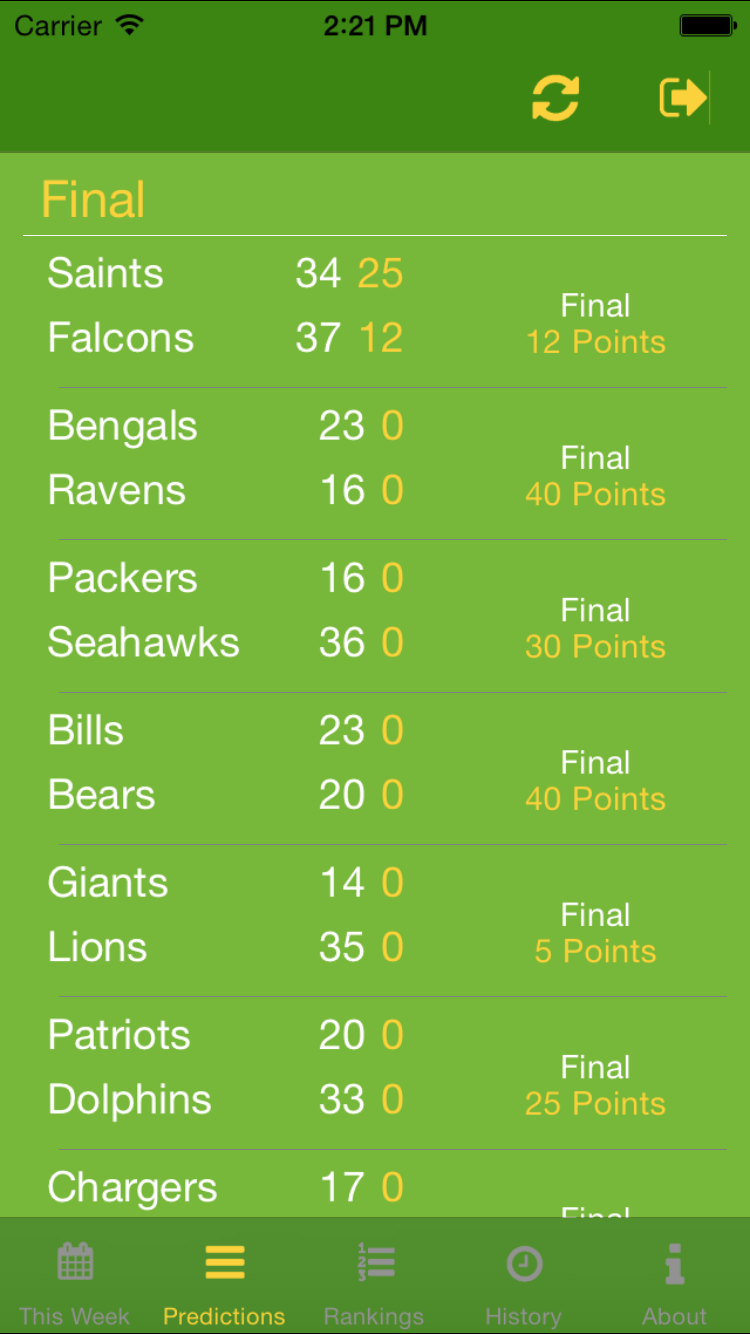 Carrier 2:21 PM
Final
Saints 34 25
Falcons 37 12
Final
12 Points
Bengals 23 0
Ravens 16 0
Final
40 Points
Packers 16 0
Seahawks 36 0
Final
30 Points
Bills 23 0
Bears 20 0
Final
40 Points
Giants 14 0
Lions 35 0
Final
5 Points
Patriots 20 0
Dolphins 33 0
Final
25 Points
Chargers 17 0
Final
This Week Predictions Rankings History About